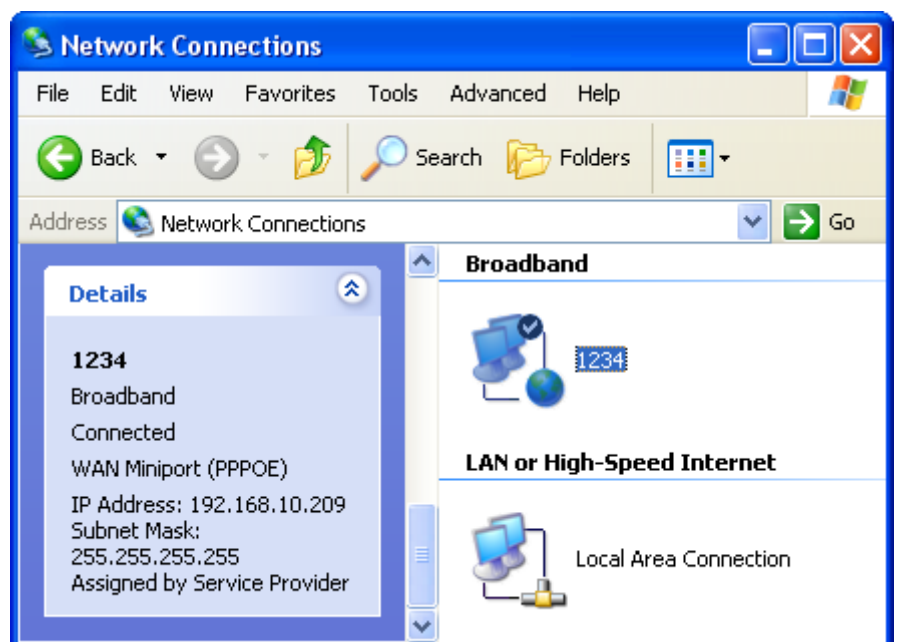 Network Connections
File Edit View Favorites Tools Advanced Help
Back Search Folders
Address Network Connections Go
Details
1234
Broadband
Connected
WAN Miniport (PPPOE)
IP Address: 192.168.10.209
Subnet Mask:
255.255.255.255
Assigned by Service Provider
Broadband
1234
LAN or High-Speed Internet
Local Area Connection